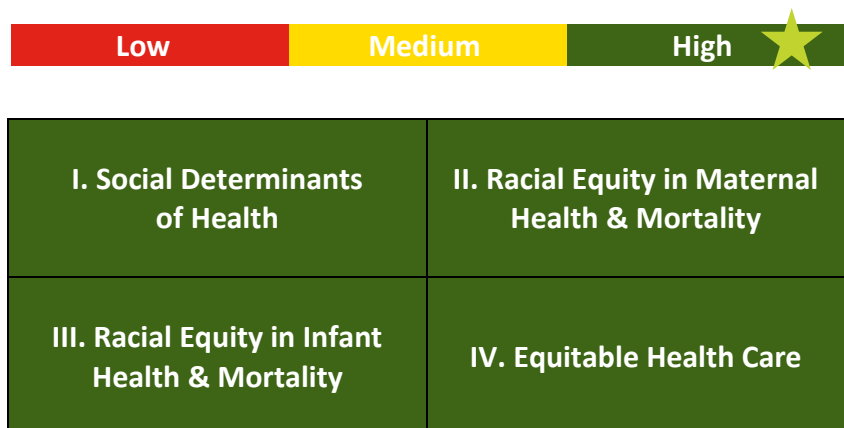 Low
Medium
High
I. Social Determinants
of Health
II. Racial Equity in Maternal
Health & Mortality
III. Racial Equity in Infant
Health & Mortality
IV. Equitable Health Care